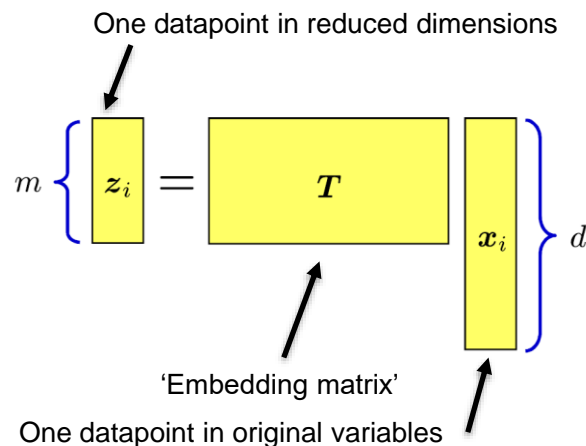 One datapoint in reduced dimensions
m
z_i
=
T
x_i
d
‘Embedding matrix’
One datapoint in original variables